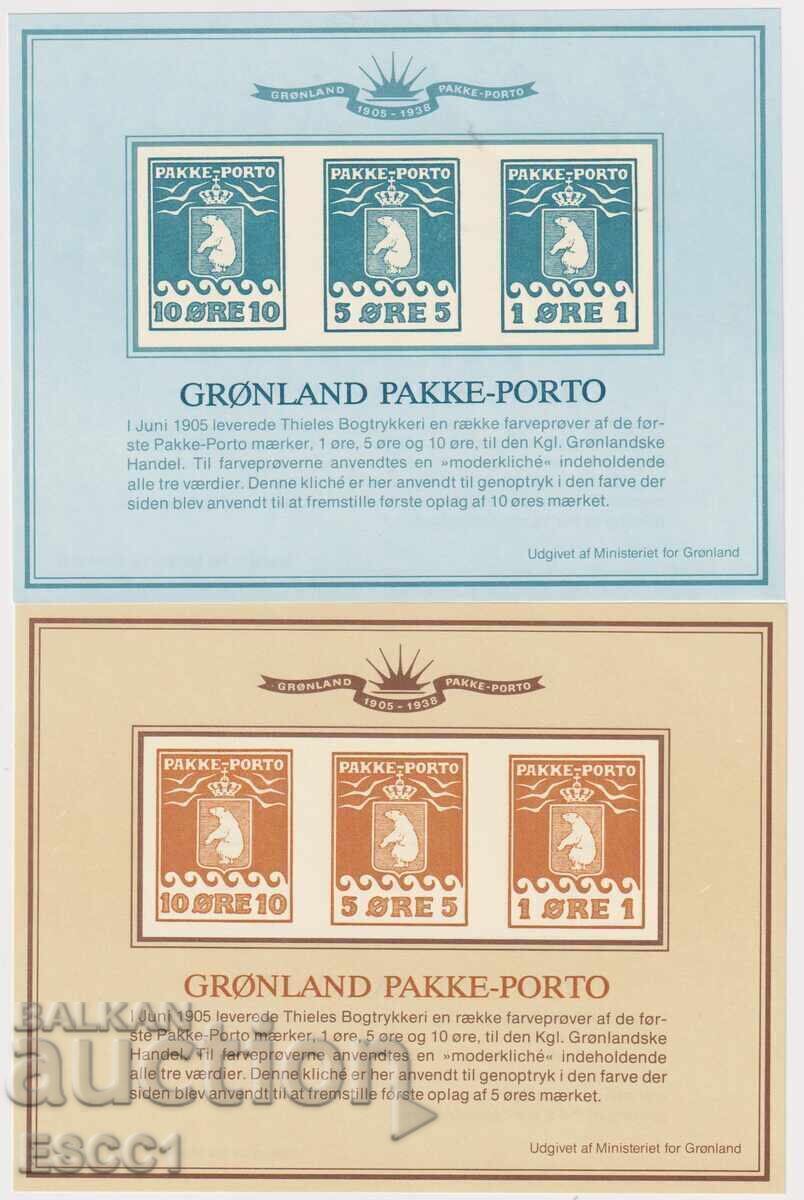 GRØNLAND PAKKE-PORTO
1905-1938
PAKKE-PORTO PAKKE-PORTO PAKKE-PORTO
10 ØRE 10 5 ØRE 5 1 ØRE 1
GRØNLAND PAKKE-PORTO
I Juni 1905 leverede Thieles Bogtrykkeri en række farveprøver af de før-
ste Pakke-Porto mærker, 1 øre, 5 øre og 10 øre, til den Kgl. Grønlandske
Handel. Til farveprøverne anvendtes en »moderkliché« indeholdende
alle tre værdier. Denne kliché er her anvendt til genoptryk i den farve der
siden blev anvendt til at fremstille første oplag af 10 øres mærket.
Udgivet af Ministeriet for Grønland
GRØNLAND PAKKE-PORTO
1905-1938
PAKKE-PORTO PAKKE-PORTO PAKKE-PORTO
10 ØRE 10 5 ØRE 5 1 ØRE 1
GRØNLAND PAKKE-PORTO
I Juni 1905 leverede Thieles Bogtrykkeri en række farveprøver af de før-
ste Pakke-Porto mærker, 1 øre, 5 øre og 10 øre, til den Kgl. Grønlandske
Handel. Til farveprøverne anvendtes en »moderkliché« indeholdende
alle tre værdier. Denne kliché er her anvendt til genoptryk i den farve der
siden blev anvendt til at fremstille første oplag af 5 øres mærket.
Udgivet af Ministeriet for Grønland
BALKAN
auction
ESCC1